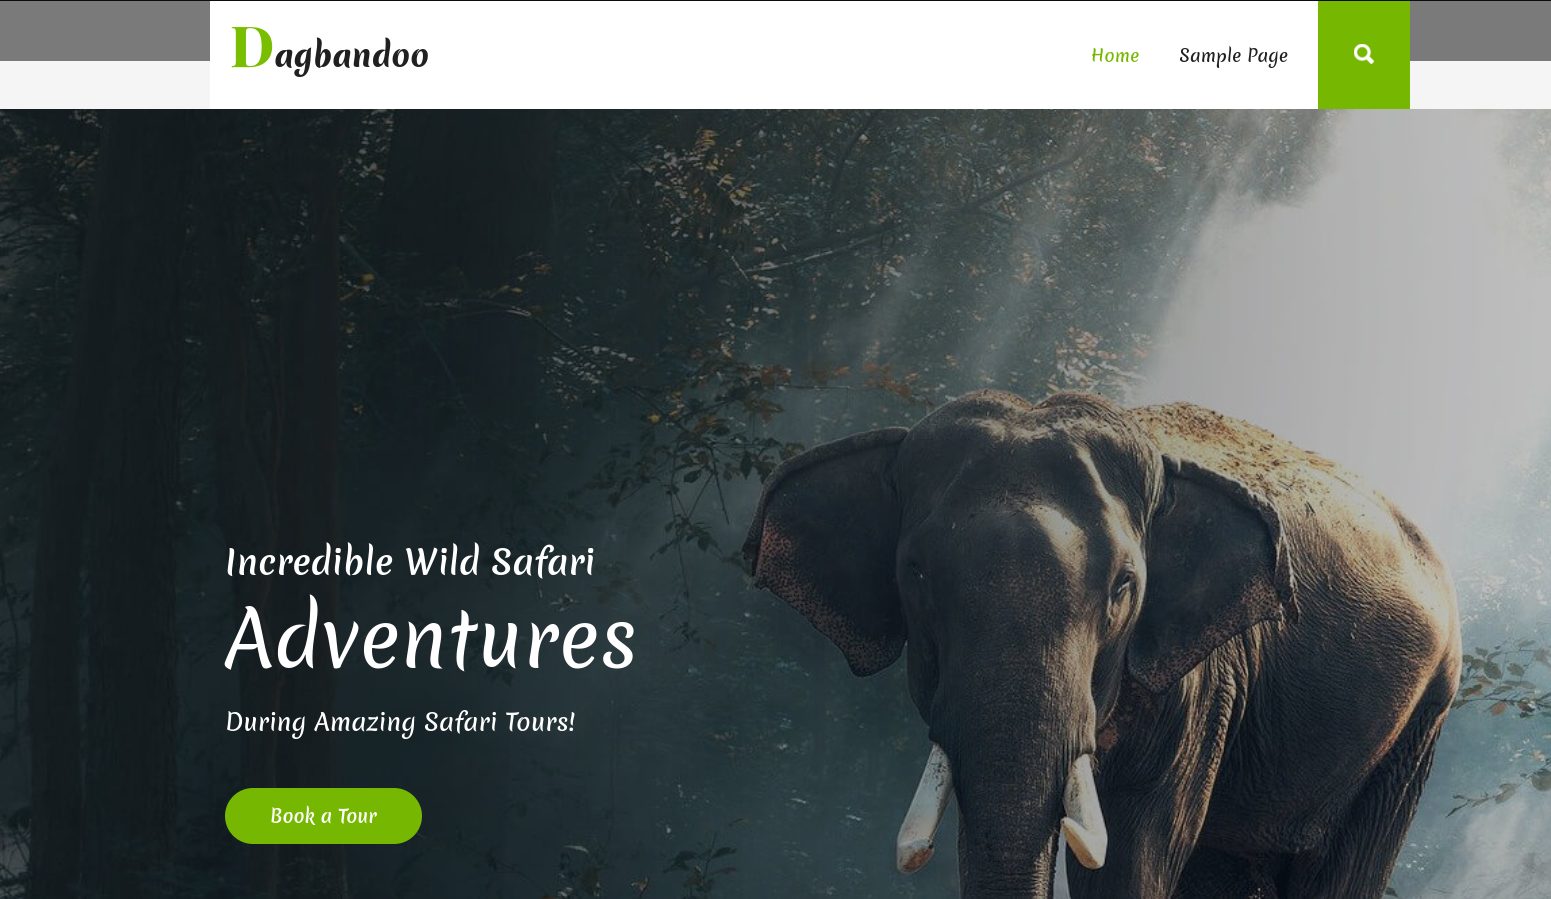 Dagbandoo
Home
Sample Page
Incredible Wild Safari
Adventures
During Amazing Safari Tours!
Book a Tour